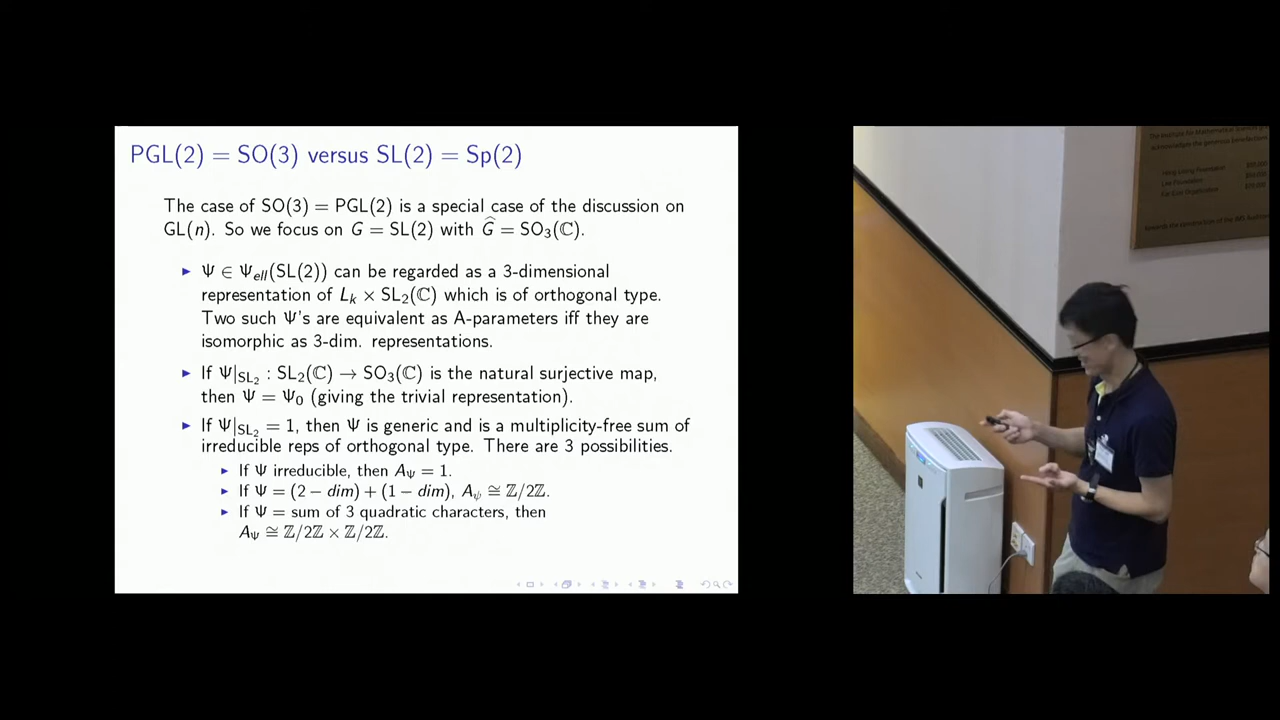 PGL(2) = SO(3) versus SL(2) = Sp(2)
The case of SO(3) = PGL(2) is a special case of the discussion on
GL(n). So we focus on G = SL(2) with Ĝ = SO₃(ℂ).
▶ Ψ ∈ Ψ_ell(SL(2)) can be regarded as a 3-dimensional
representation of L_k × SL₂(ℂ) which is of orthogonal type.
Two such Ψ's are equivalent as A-parameters iff they are
isomorphic as 3-dim. representations.
▶ If Ψ|_SL₂ : SL₂(ℂ) → SO₃(ℂ) is the natural surjective map,
then Ψ = Ψ₀ (giving the trivial representation).
▶ If Ψ|_SL₂ = 1, then Ψ is generic and is a multiplicity-free sum of
irreducible reps of orthogonal type. There are 3 possibilities.
▶ If Ψ irreducible, then A_Ψ = 1.
▶ If Ψ = (2 − dim) + (1 − dim), A_ψ ≅ ℤ/2ℤ.
▶ If Ψ = sum of 3 quadratic characters, then
A_Ψ ≅ ℤ/2ℤ × ℤ/2ℤ.